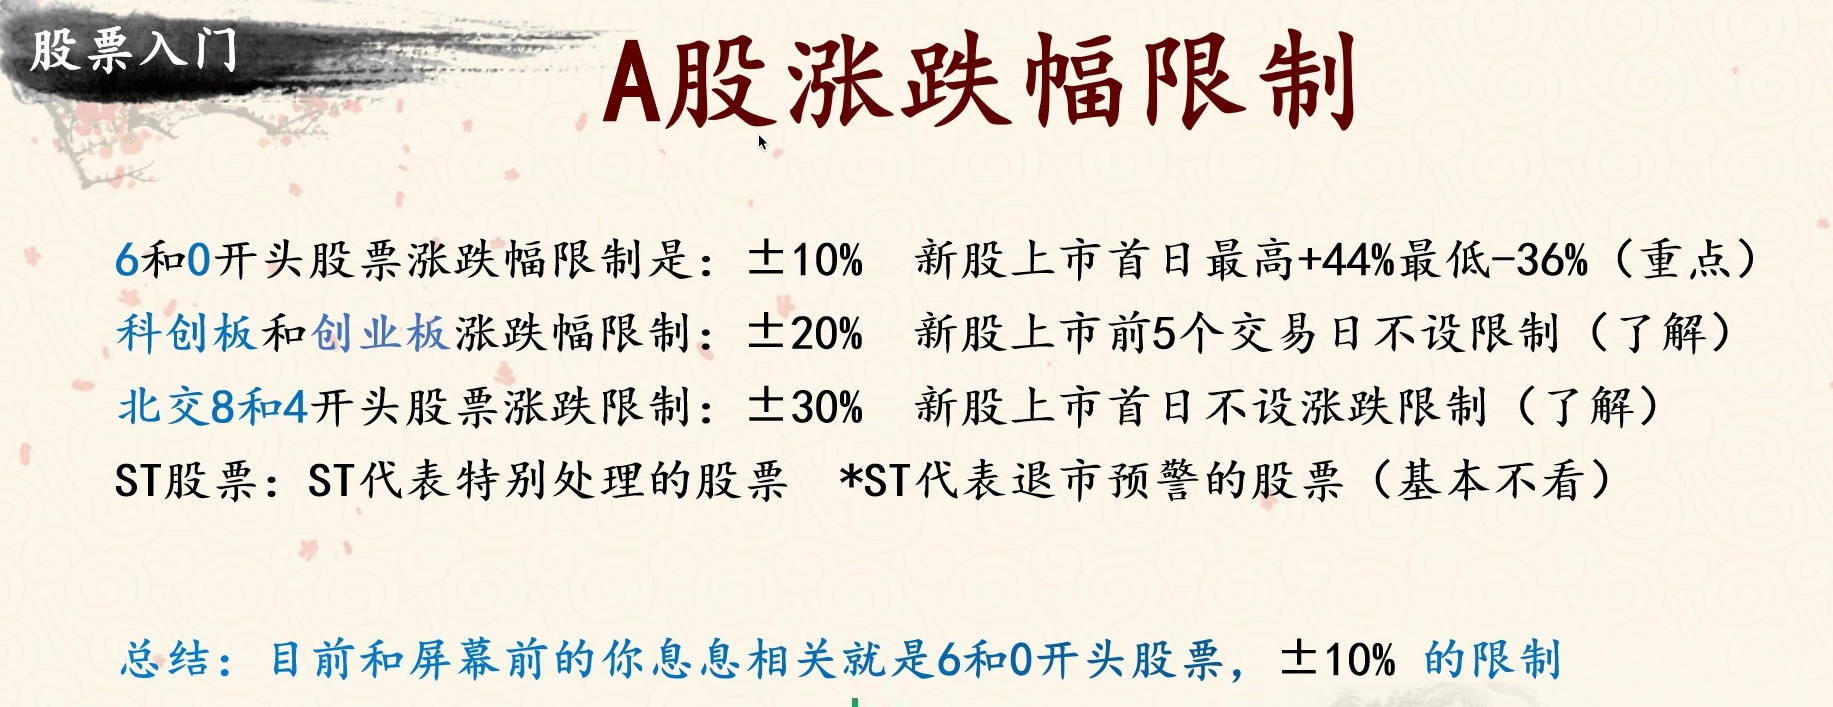 股票入门
A股涨跌幅限制
6和0开头股票涨跌幅限制是：±10%　新股上市首日最高+44%最低-36%（重点）
科创板和创业板涨跌幅限制：±20%　新股上市前5个交易日不设限制（了解）
北交8和4开头股票涨跌限制：±30%　新股上市首日不设涨跌限制（了解）
ST股票：ST代表特别处理的股票　*ST代表退市预警的股票（基本不看）
总结：目前和屏幕前的你息息相关就是6和0开头股票，±10% 的限制